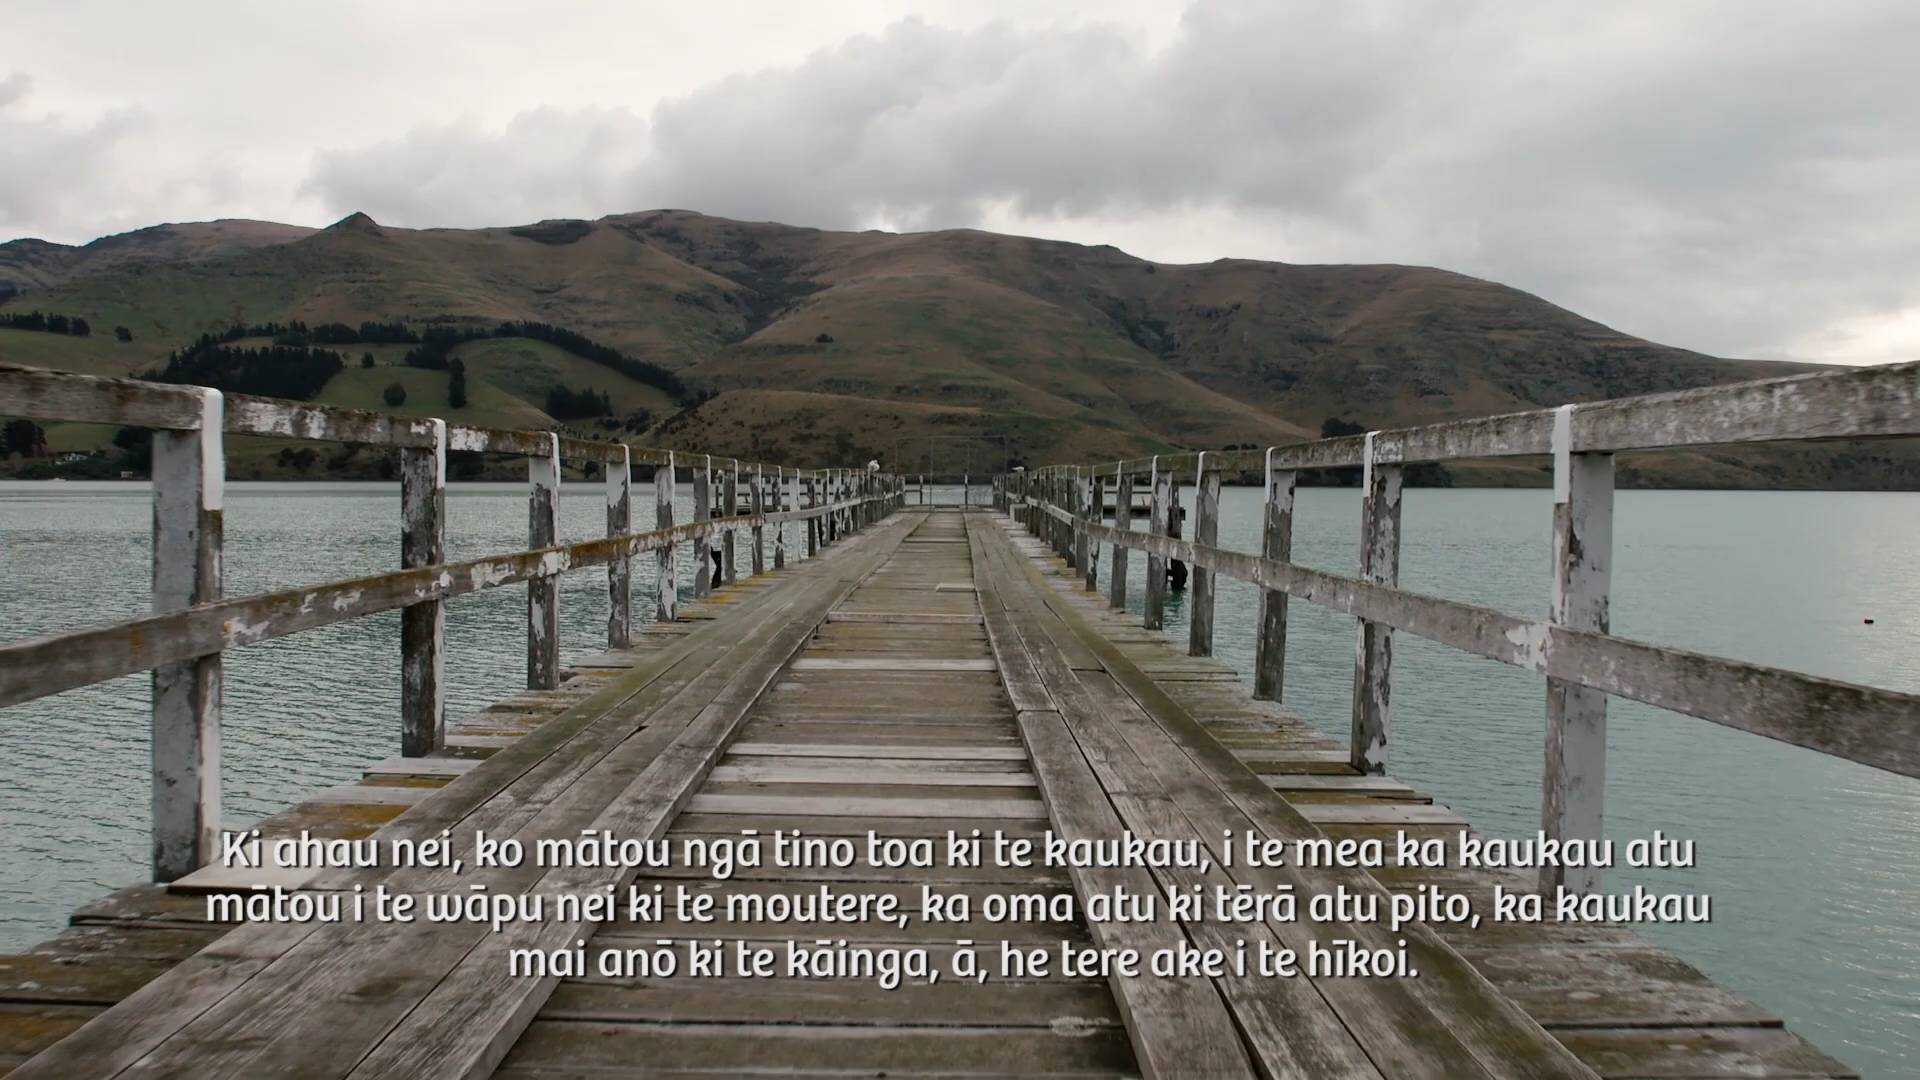 Ki ahau nei, ko mātou ngā tino toa ki te kaukau, i te mea ka kaukau atu
mātou i te wāpu nei ki te moutere, ka oma atu ki tērā atu pito, ka kaukau
mai anō ki te kāinga, ā, he tere ake i te hīkoi.